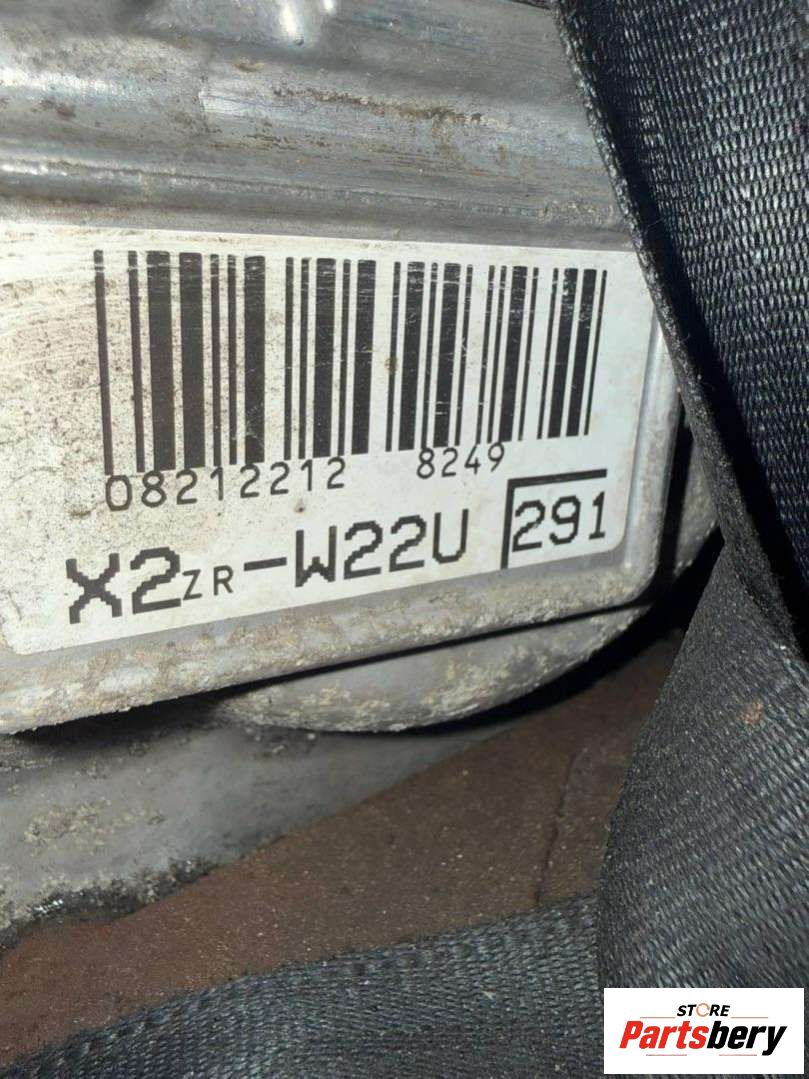 08212212 8249
X2ZR-W22U 291
STORE
Partsbery